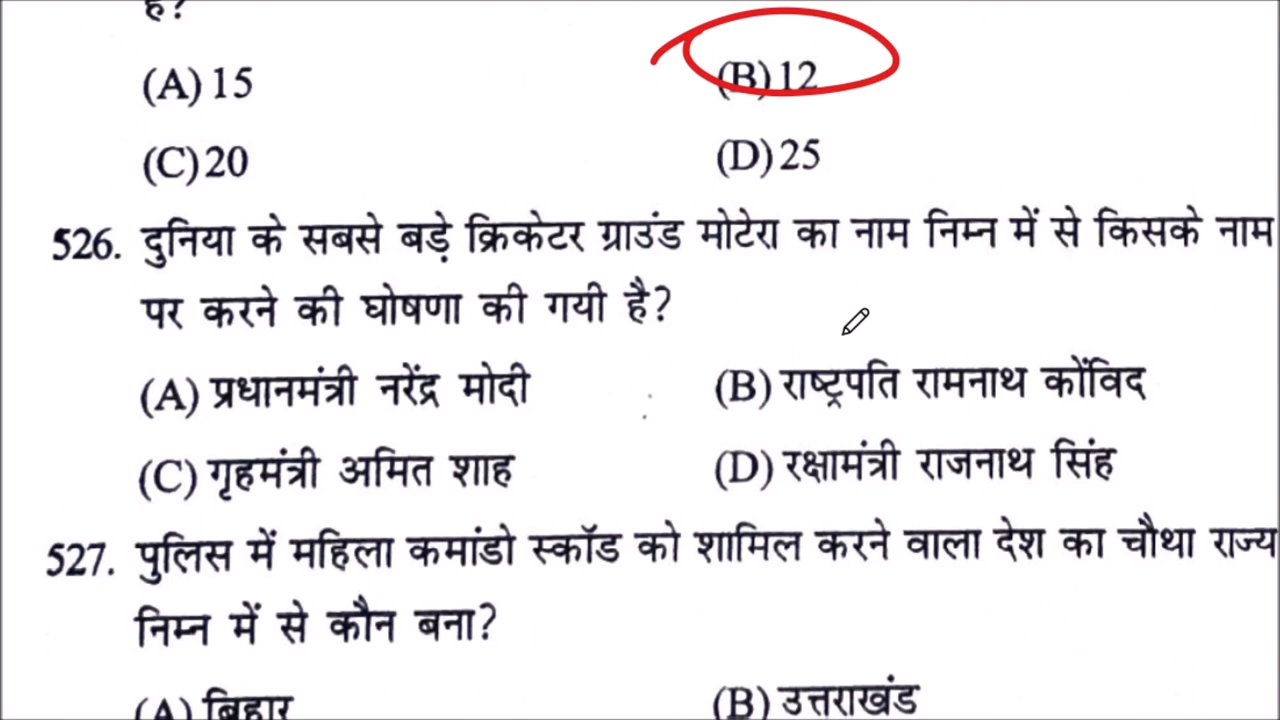 है?
(A) 15 (B) 12
(C) 20 (D) 25
526. दुनिया के सबसे बड़े क्रिकेटर ग्राउंड मोटेरा का नाम निम्न में से किसके नाम
पर करने की घोषणा की गयी है?
(A) प्रधानमंत्री नरेंद्र मोदी (B) राष्ट्रपति रामनाथ कोंविद
(C) गृहमंत्री अमित शाह (D) रक्षामंत्री राजनाथ सिंह
527. पुलिस में महिला कमांडो स्कॉड को शामिल करने वाला देश का चौथा राज्य
निम्न में से कौन बना?
(A) बिहार (B) उत्तराखंड